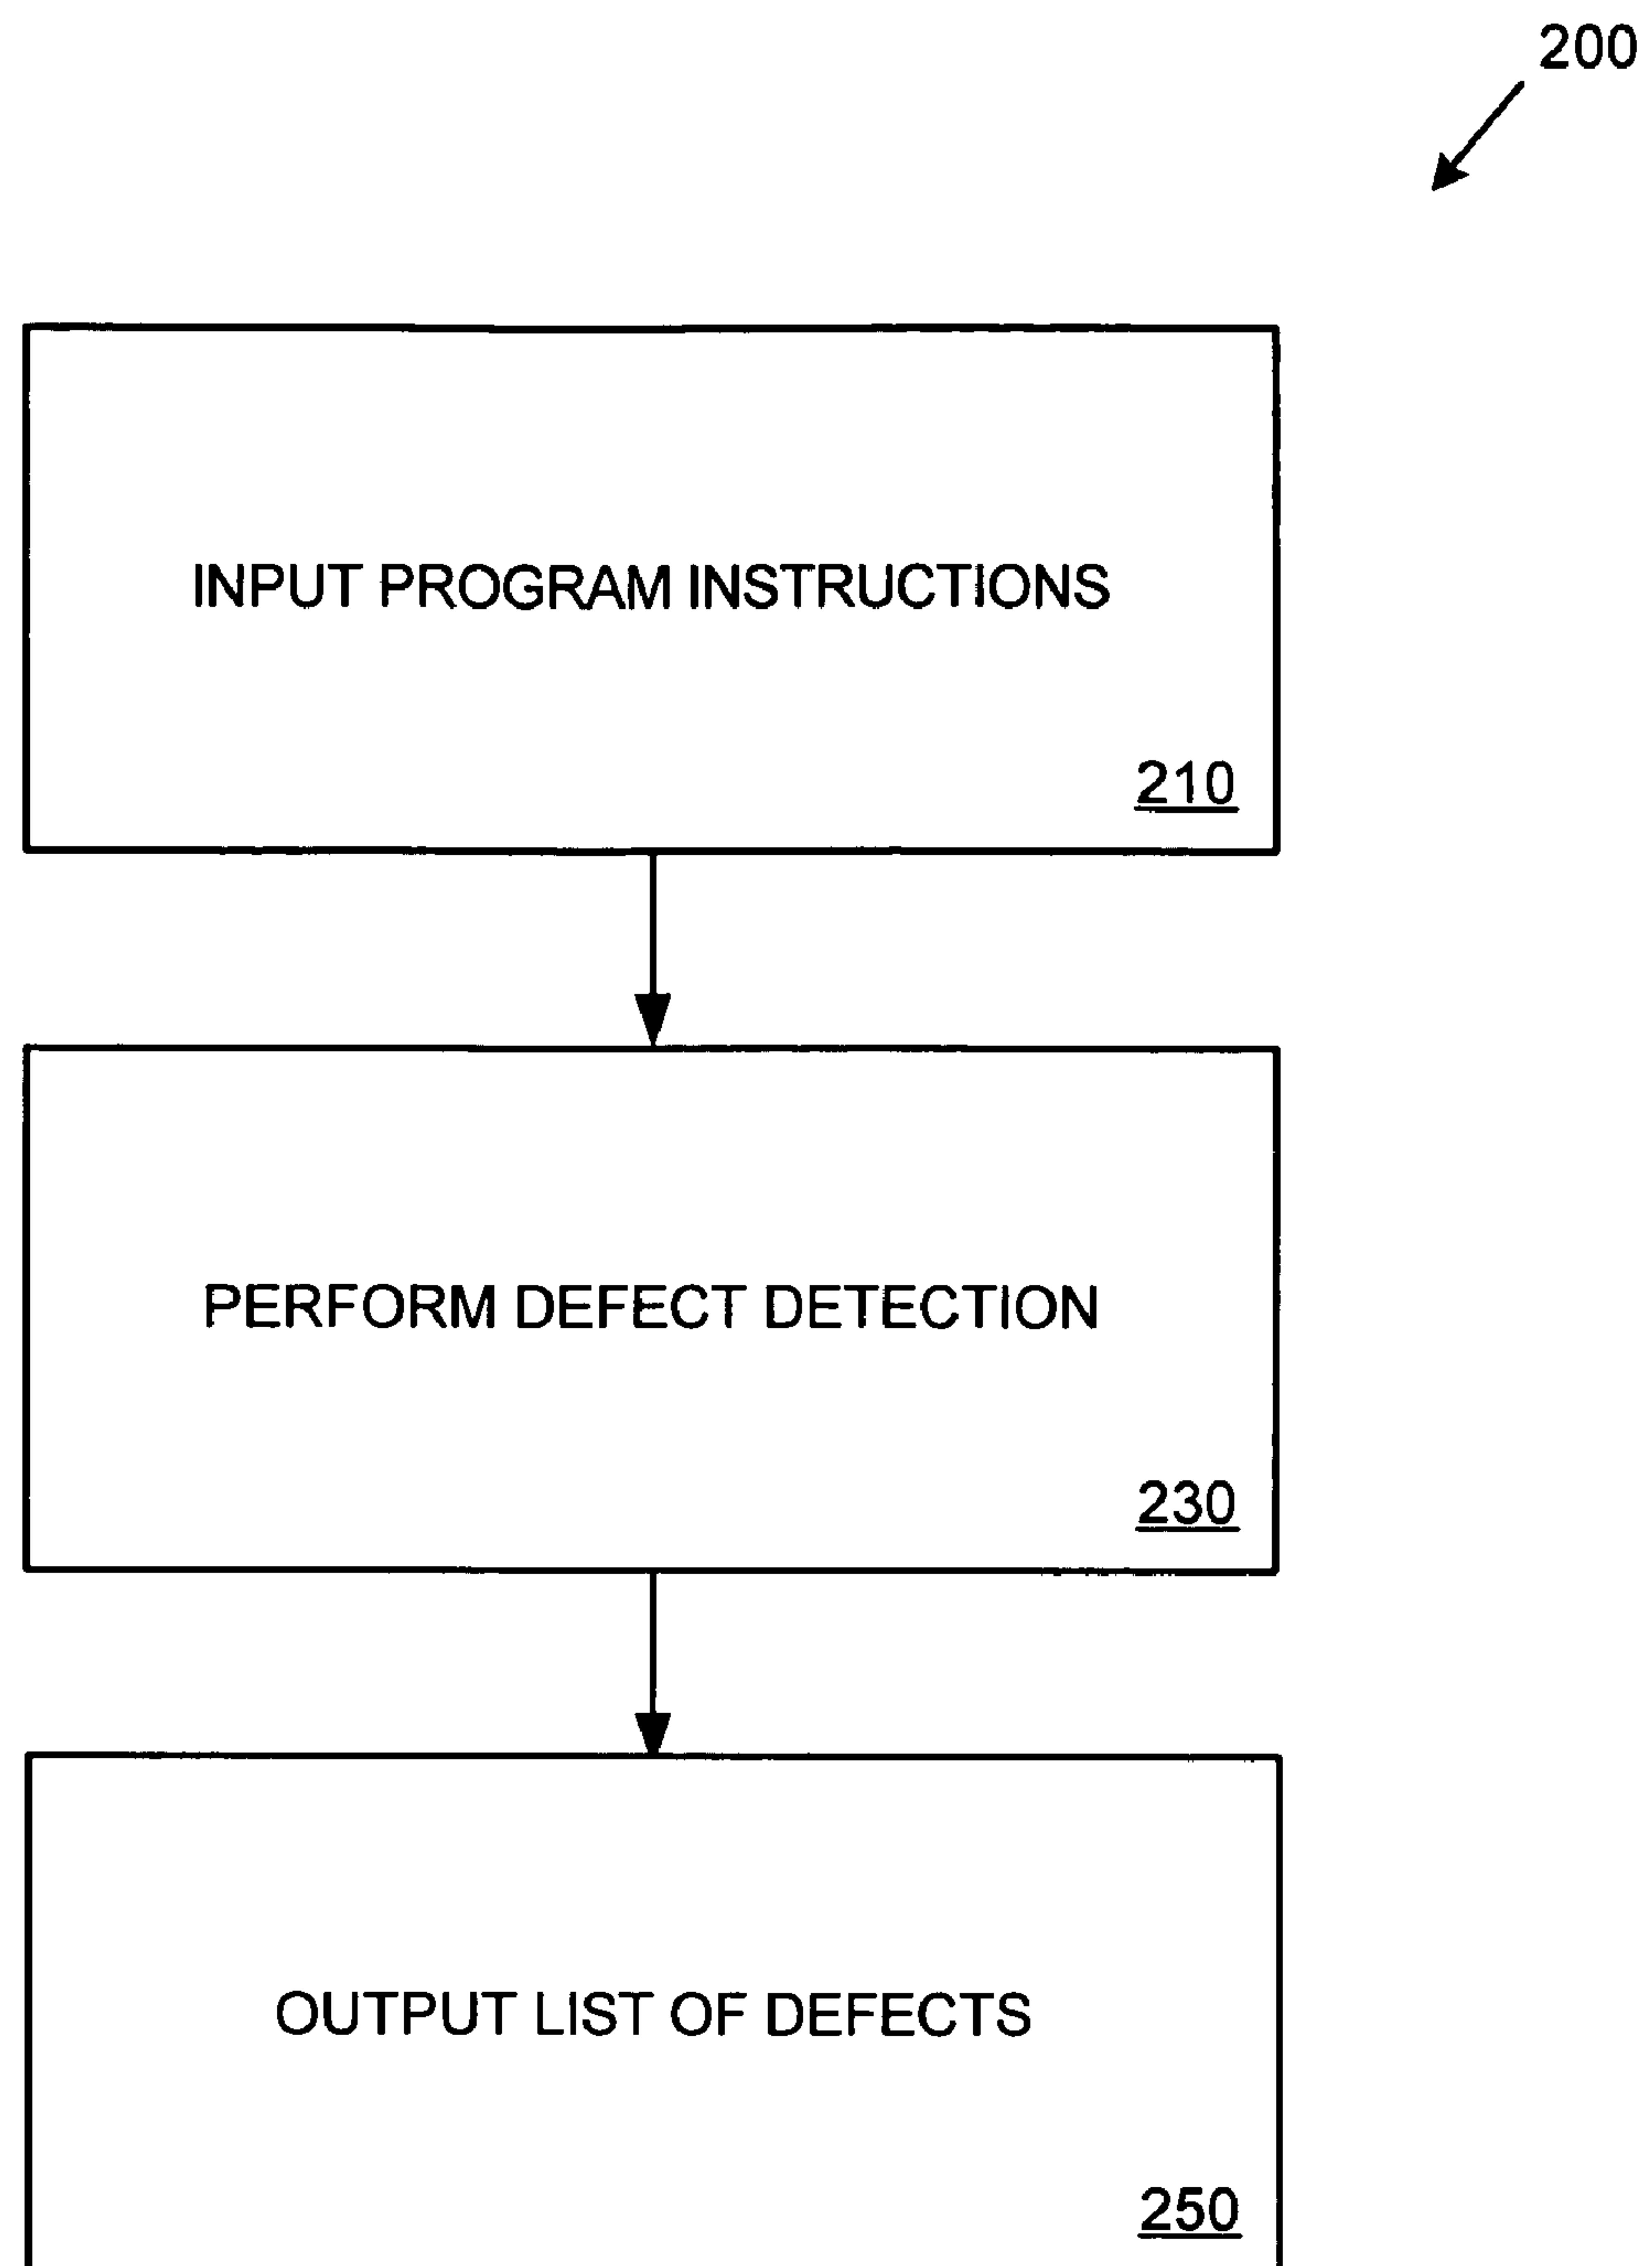 200
INPUT PROGRAM INSTRUCTIONS
210
PERFORM DEFECT DETECTION
230
OUTPUT LIST OF DEFECTS
250